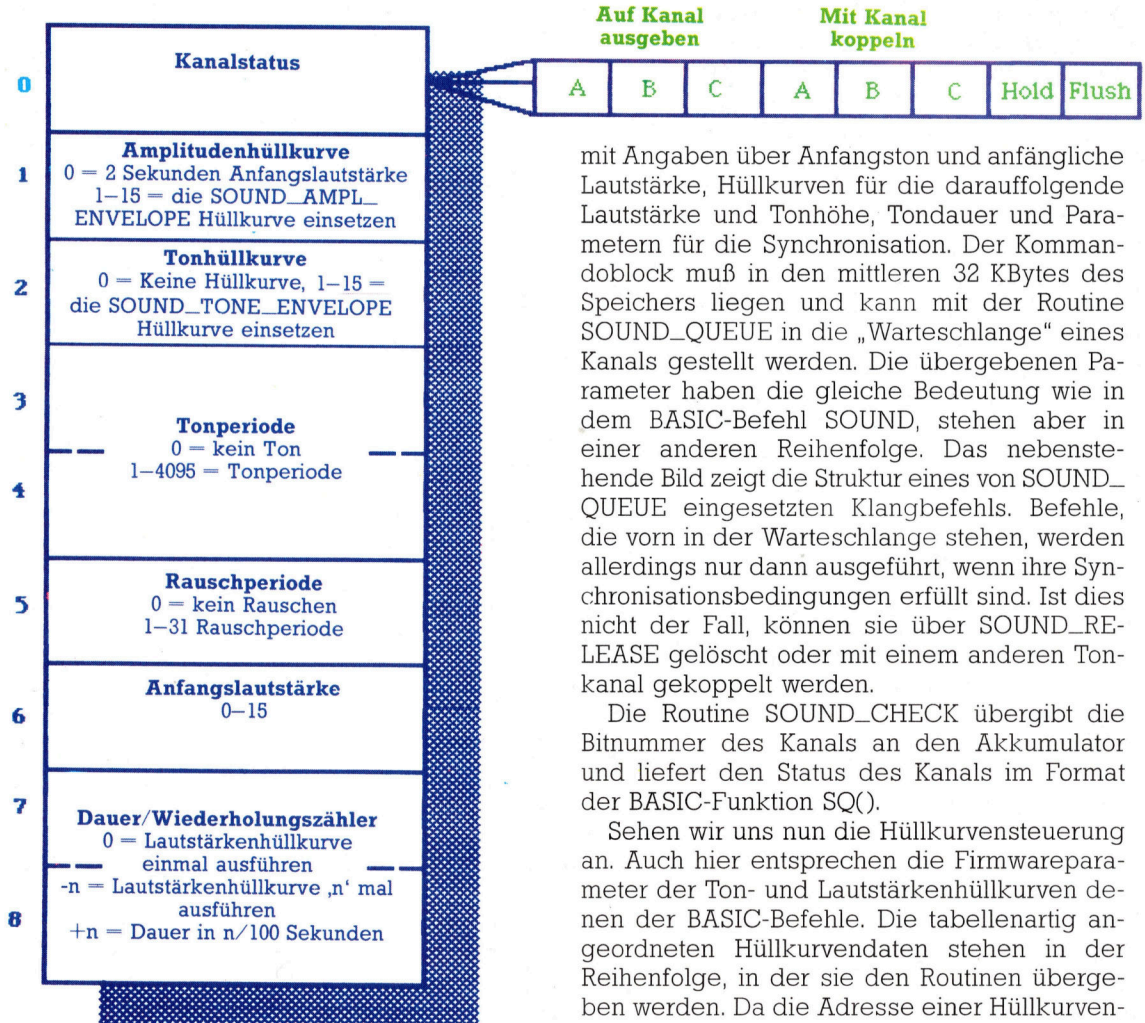 Auf Kanal
ausgeben
Mit Kanal
koppeln
A B C A B C Hold Flush
0
Kanalstatus
1
Amplitudenhüllkurve
0 = 2 Sekunden Anfangslautstärke
1–15 = die SOUND_AMPL_
ENVELOPE Hüllkurve einsetzen
2
Tonhüllkurve
0 = Keine Hüllkurve, 1–15 =
die SOUND_TONE_ENVELOPE
Hüllkurve einsetzen
3
Tonperiode
0 = kein Ton
1–4095 = Tonperiode
4
5
Rauschperiode
0 = kein Rauschen
1–31 Rauschperiode
6
Anfangslautstärke
0–15
7
Dauer/Wiederholungszähler
0 = Lautstärkenhüllkurve
einmal ausführen
-n = Lautstärkenhüllkurve ‚n‘ mal
ausführen
8
+n = Dauer in n/100 Sekunden
mit Angaben über Anfangston und anfängliche
Lautstärke, Hüllkurven für die darauffolgende
Lautstärke und Tonhöhe, Tondauer und Para-
metern für die Synchronisation. Der Komman-
doblock muß in den mittleren 32 KBytes des
Speichers liegen und kann mit der Routine
SOUND_QUEUE in die „Warteschlange“ eines
Kanals gestellt werden. Die übergebenen Pa-
rameter haben die gleiche Bedeutung wie in
dem BASIC-Befehl SOUND, stehen aber in
einer anderen Reihenfolge. Das nebenste-
hende Bild zeigt die Struktur eines von SOUND_
QUEUE eingesetzten Klangbefehls. Befehle,
die vorn in der Warteschlange stehen, werden
allerdings nur dann ausgeführt, wenn ihre Syn-
chronisationsbedingungen erfüllt sind. Ist dies
nicht der Fall, können sie über SOUND_RE-
LEASE gelöscht oder mit einem anderen Ton-
kanal gekoppelt werden.
Die Routine SOUND_CHECK übergibt die
Bitnummer des Kanals an den Akkumulator
und liefert den Status des Kanals im Format
der BASIC-Funktion SQ().
Sehen wir uns nun die Hüllkurvensteuerung
an. Auch hier entsprechen die Firmwarepara-
meter der Ton- und Lautstärkenhüllkurven de-
nen der BASIC-Befehle. Die tabellenartig an-
geordneten Hüllkurvendaten stehen in der
Reihenfolge, in der sie den Routinen überge-
ben werden. Da die Adresse einer Hüllkurven-